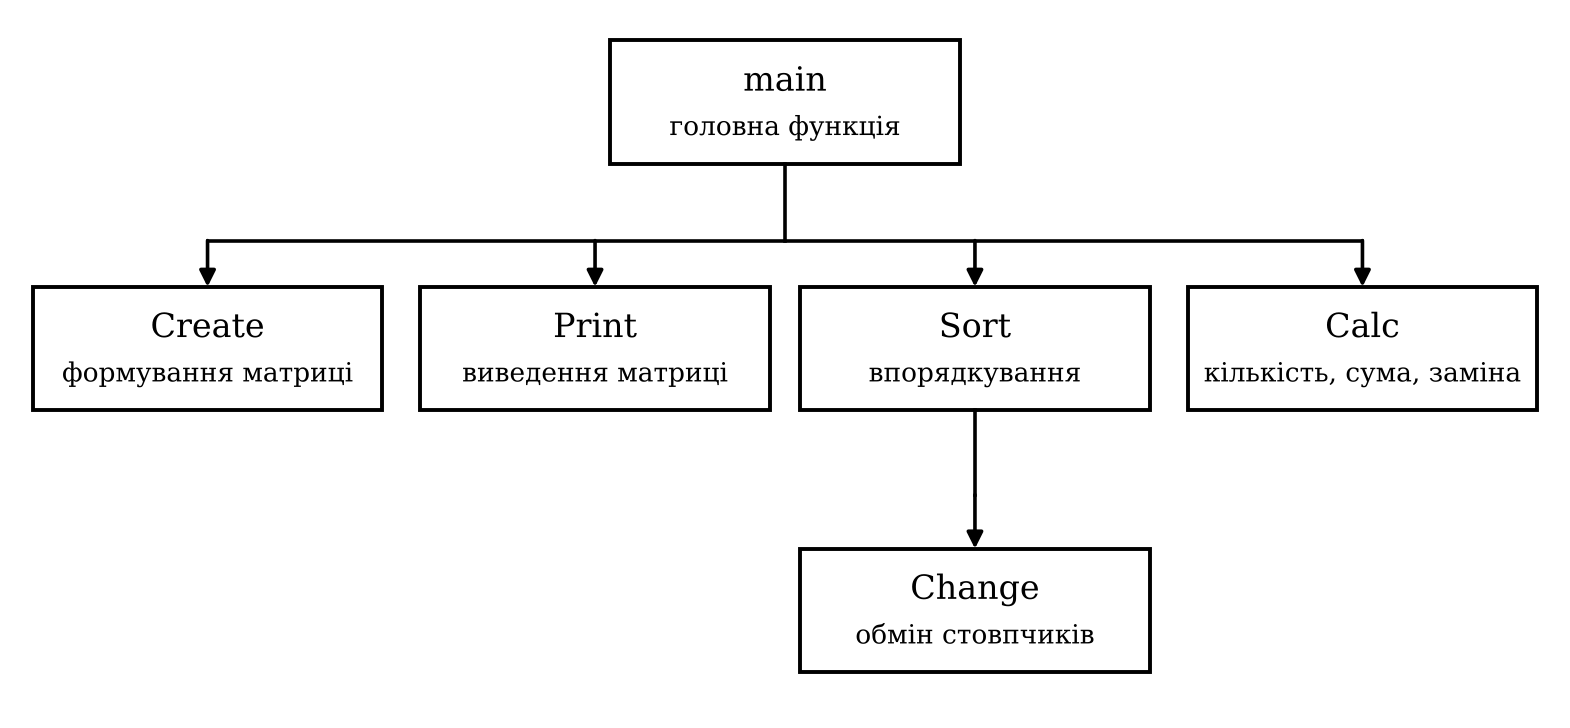 main
головна функція
Create
формування матриці
Print
виведення матриці
Sort
впорядкування
Calc
кількість, сума, заміна
Change
обмін стовпчиків